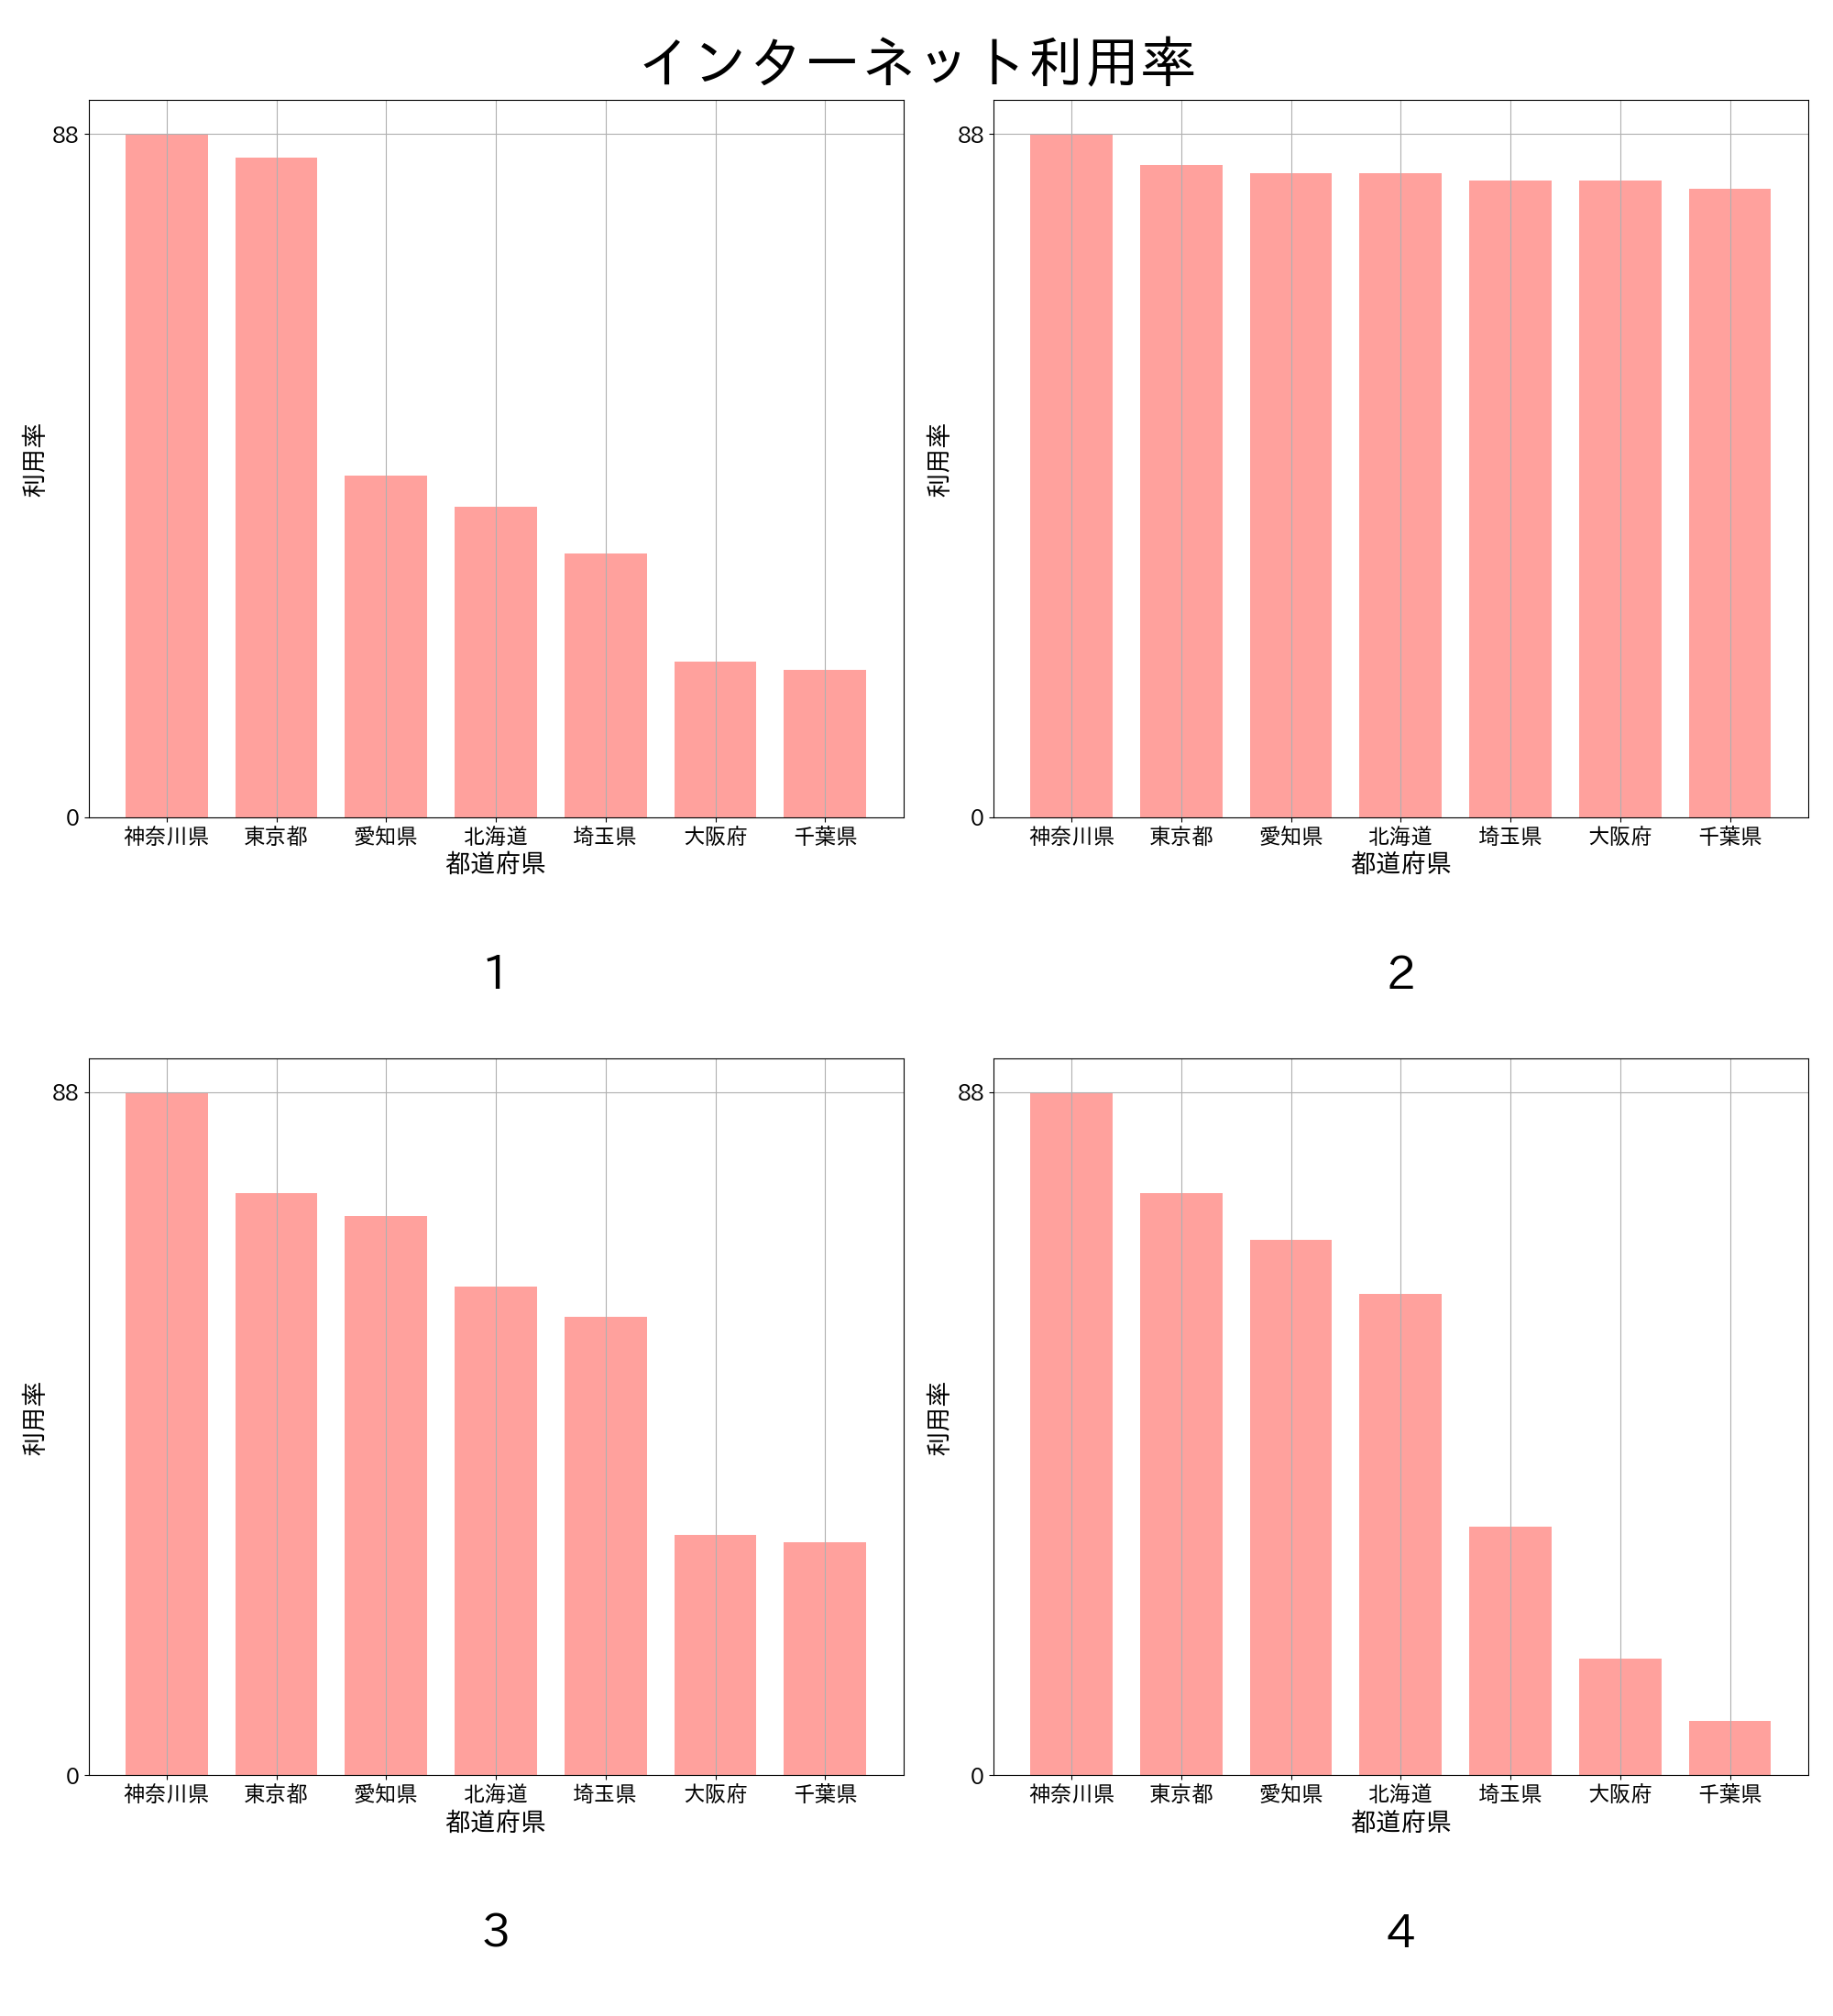 インターネット利用率
88
0
利用率
神奈川県 東京都 愛知県 北海道 埼玉県 大阪府 千葉県
都道府県
1
88
0
利用率
神奈川県 東京都 愛知県 北海道 埼玉県 大阪府 千葉県
都道府県
2
88
0
利用率
神奈川県 東京都 愛知県 北海道 埼玉県 大阪府 千葉県
都道府県
3
88
0
利用率
神奈川県 東京都 愛知県 北海道 埼玉県 大阪府 千葉県
都道府県
4